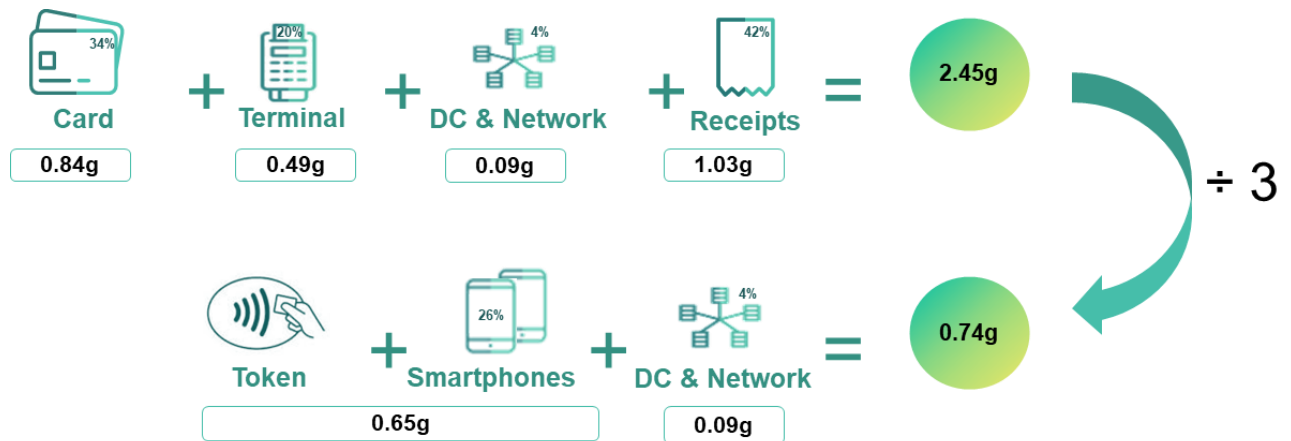 34%
20%
4%
42%
Card + Terminal + DC & Network + Receipts = 2.45g
0.84g 0.49g 0.09g 1.03g
÷ 3
26%
4%
Token + Smartphones + DC & Network = 0.74g
0.65g 0.09g